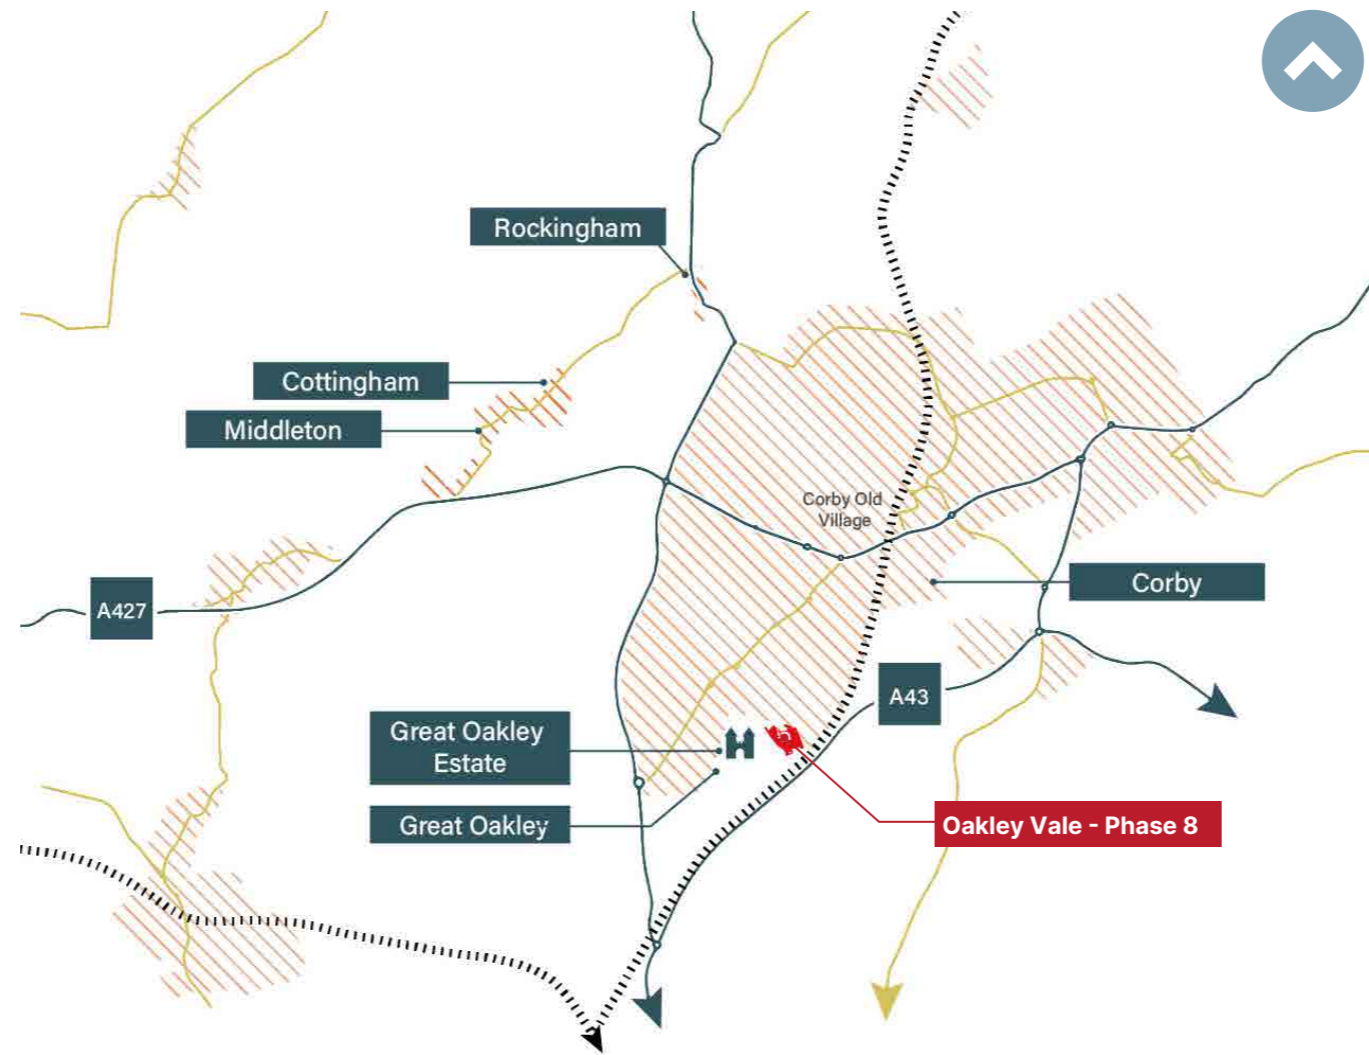 Rockingham
Cottingham
Middleton
Corby Old
Village
Corby
A427
A43
Great Oakley
Estate
Great Oakley
Oakley Vale - Phase 8